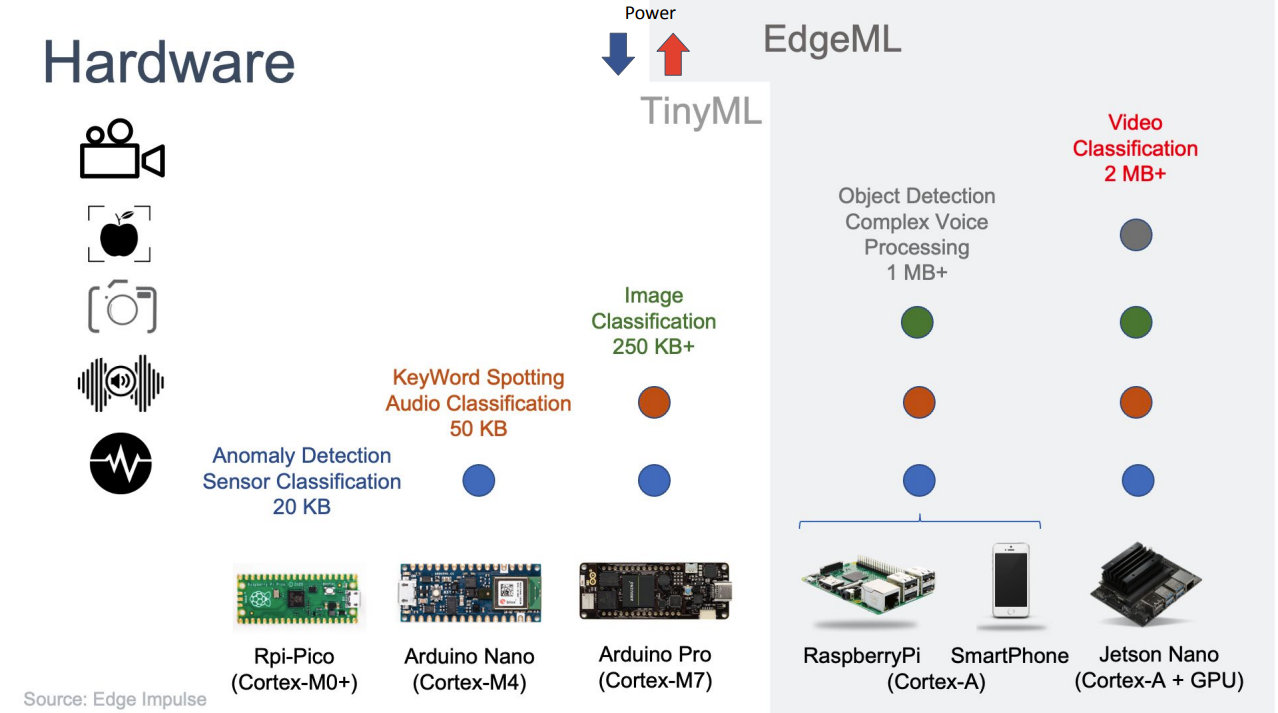 Power
Hardware
EdgeML
TinyML
Video
Classification
2 MB+
Object Detection
Complex Voice
Processing
1 MB+
Image
Classification
250 KB+
KeyWord Spotting
Audio Classification
50 KB
Anomaly Detection
Sensor Classification
20 KB
Rpi-Pico
(Cortex-M0+)
Arduino Nano
(Cortex-M4)
Arduino Pro
(Cortex-M7)
RaspberryPi
SmartPhone
(Cortex-A)
Jetson Nano
(Cortex-A + GPU)
Source: Edge Impulse